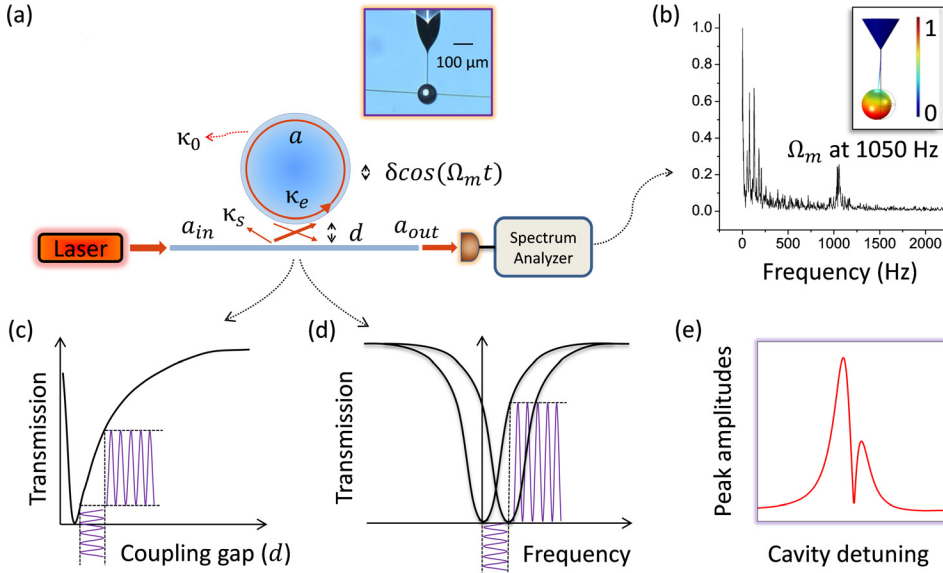 (a)
100 μm
κ0
a
κe
δcos(Ωmt)
κs
ain
d
aout
Laser
Spectrum
Analyzer
(b)
1.0
0.8
0.6
0.4
0.2
0.0
1
0
Ωm at 1050 Hz
0
500
1000
1500
2000
Frequency (Hz)
(c)
Transmission
Coupling gap (d)
(d)
Transmission
Frequency
(e)
Peak amplitudes
Cavity detuning